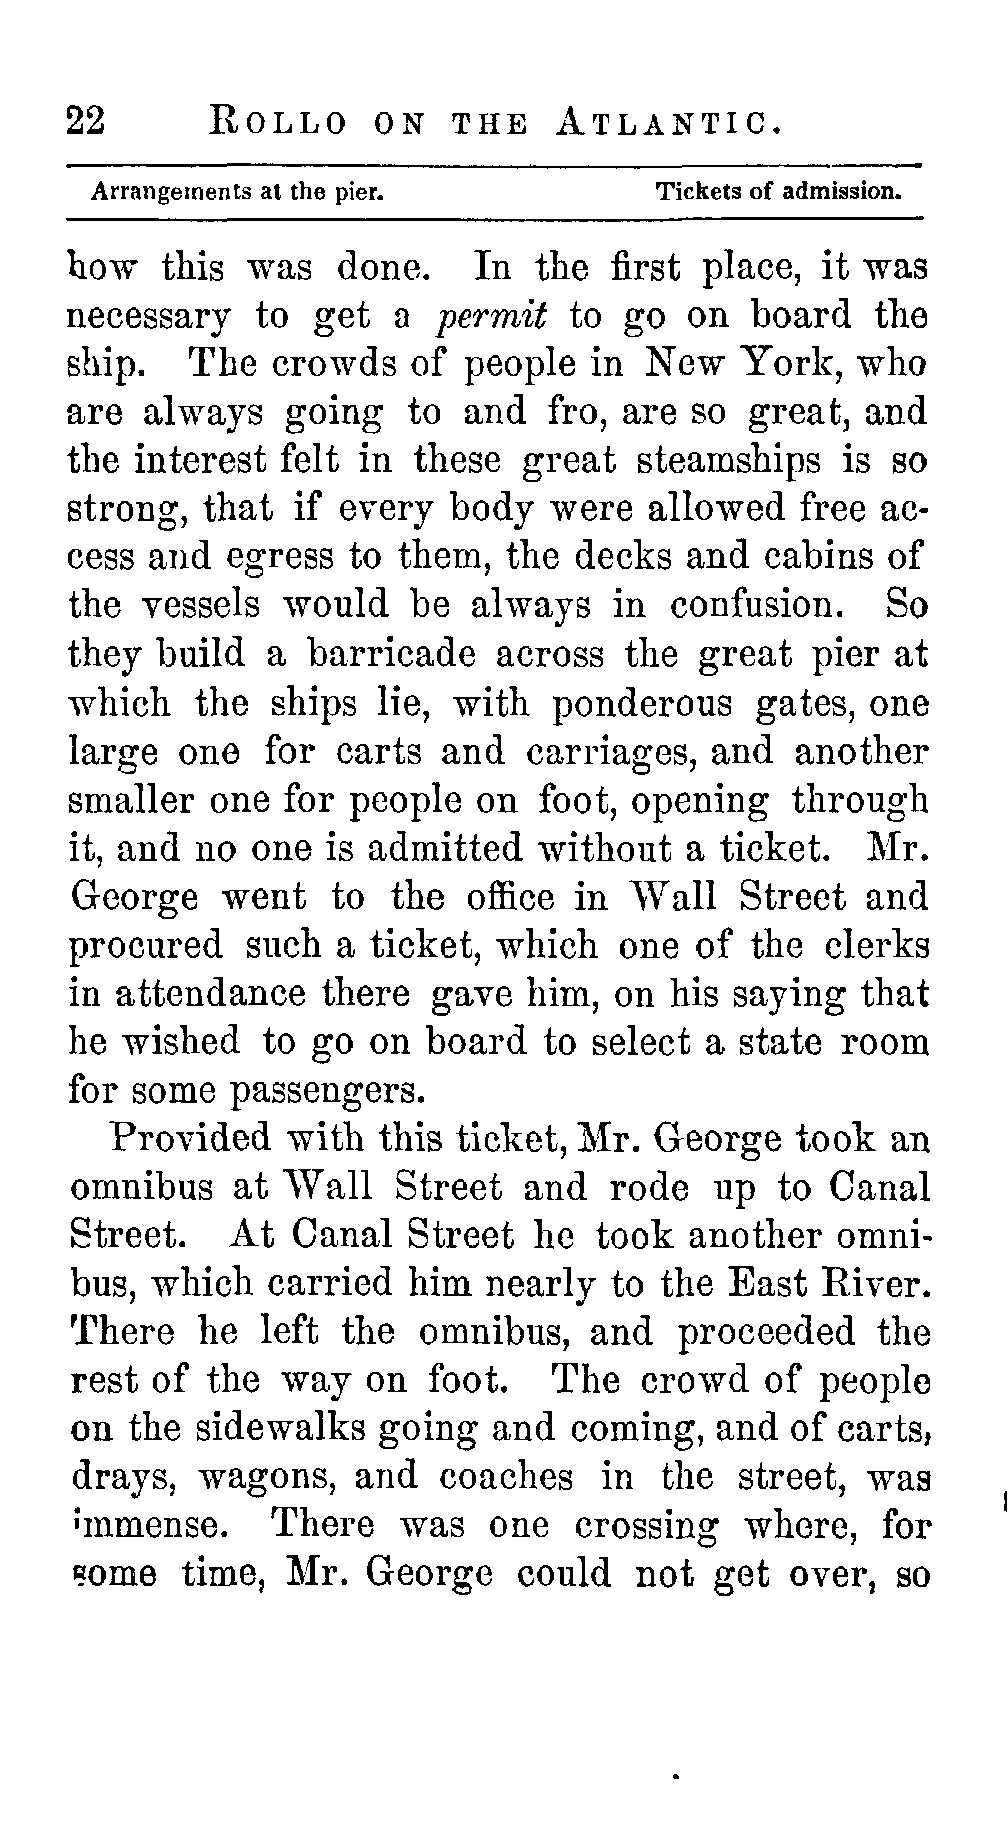 22 ROLLO ON THE ATLANTIC.
Arrangements at the pier. Tickets of admission.
how this was done. In the first place, it was
necessary to get a permit to go on board the
ship. The crowds of people in New York, who
are always going to and fro, are so great, and
the interest felt in these great steamships is so
strong, that if every body were allowed free ac-
cess and egress to them, the decks and cabins of
the vessels would be always in confusion. So
they build a barricade across the great pier at
which the ships lie, with ponderous gates, one
large one for carts and carriages, and another
smaller one for people on foot, opening through
it, and no one is admitted without a ticket. Mr.
George went to the office in Wall Street and
procured such a ticket, which one of the clerks
in attendance there gave him, on his saying that
he wished to go on board to select a state room
for some passengers.
Provided with this ticket, Mr. George took an
omnibus at Wall Street and rode up to Canal
Street. At Canal Street he took another omni-
bus, which carried him nearly to the East River.
There he left the omnibus, and proceeded the
rest of the way on foot. The crowd of people
on the sidewalks going and coming, and of carts,
drays, wagons, and coaches in the street, was
immense. There was one crossing where, for
some time, Mr. George could not get over, so